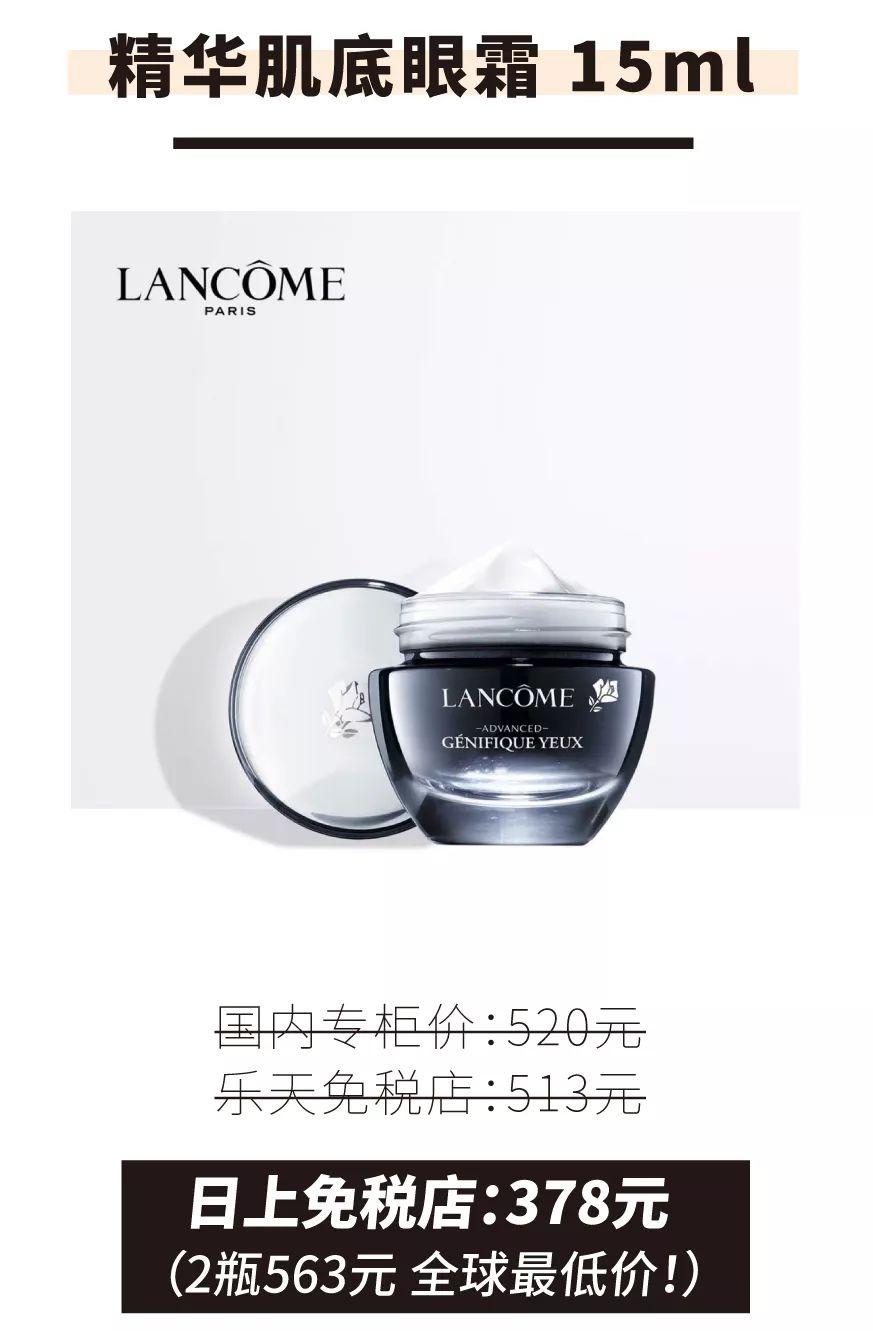 精华肌底眼霜 15ml
LANCÔME
PARIS
LANCÔME
-ADVANCED-
GÉNIFIQUE YEUX
国内专柜价:520元
乐天免税店:513元
日上免税店:378元
(2瓶563元 全球最低价!)